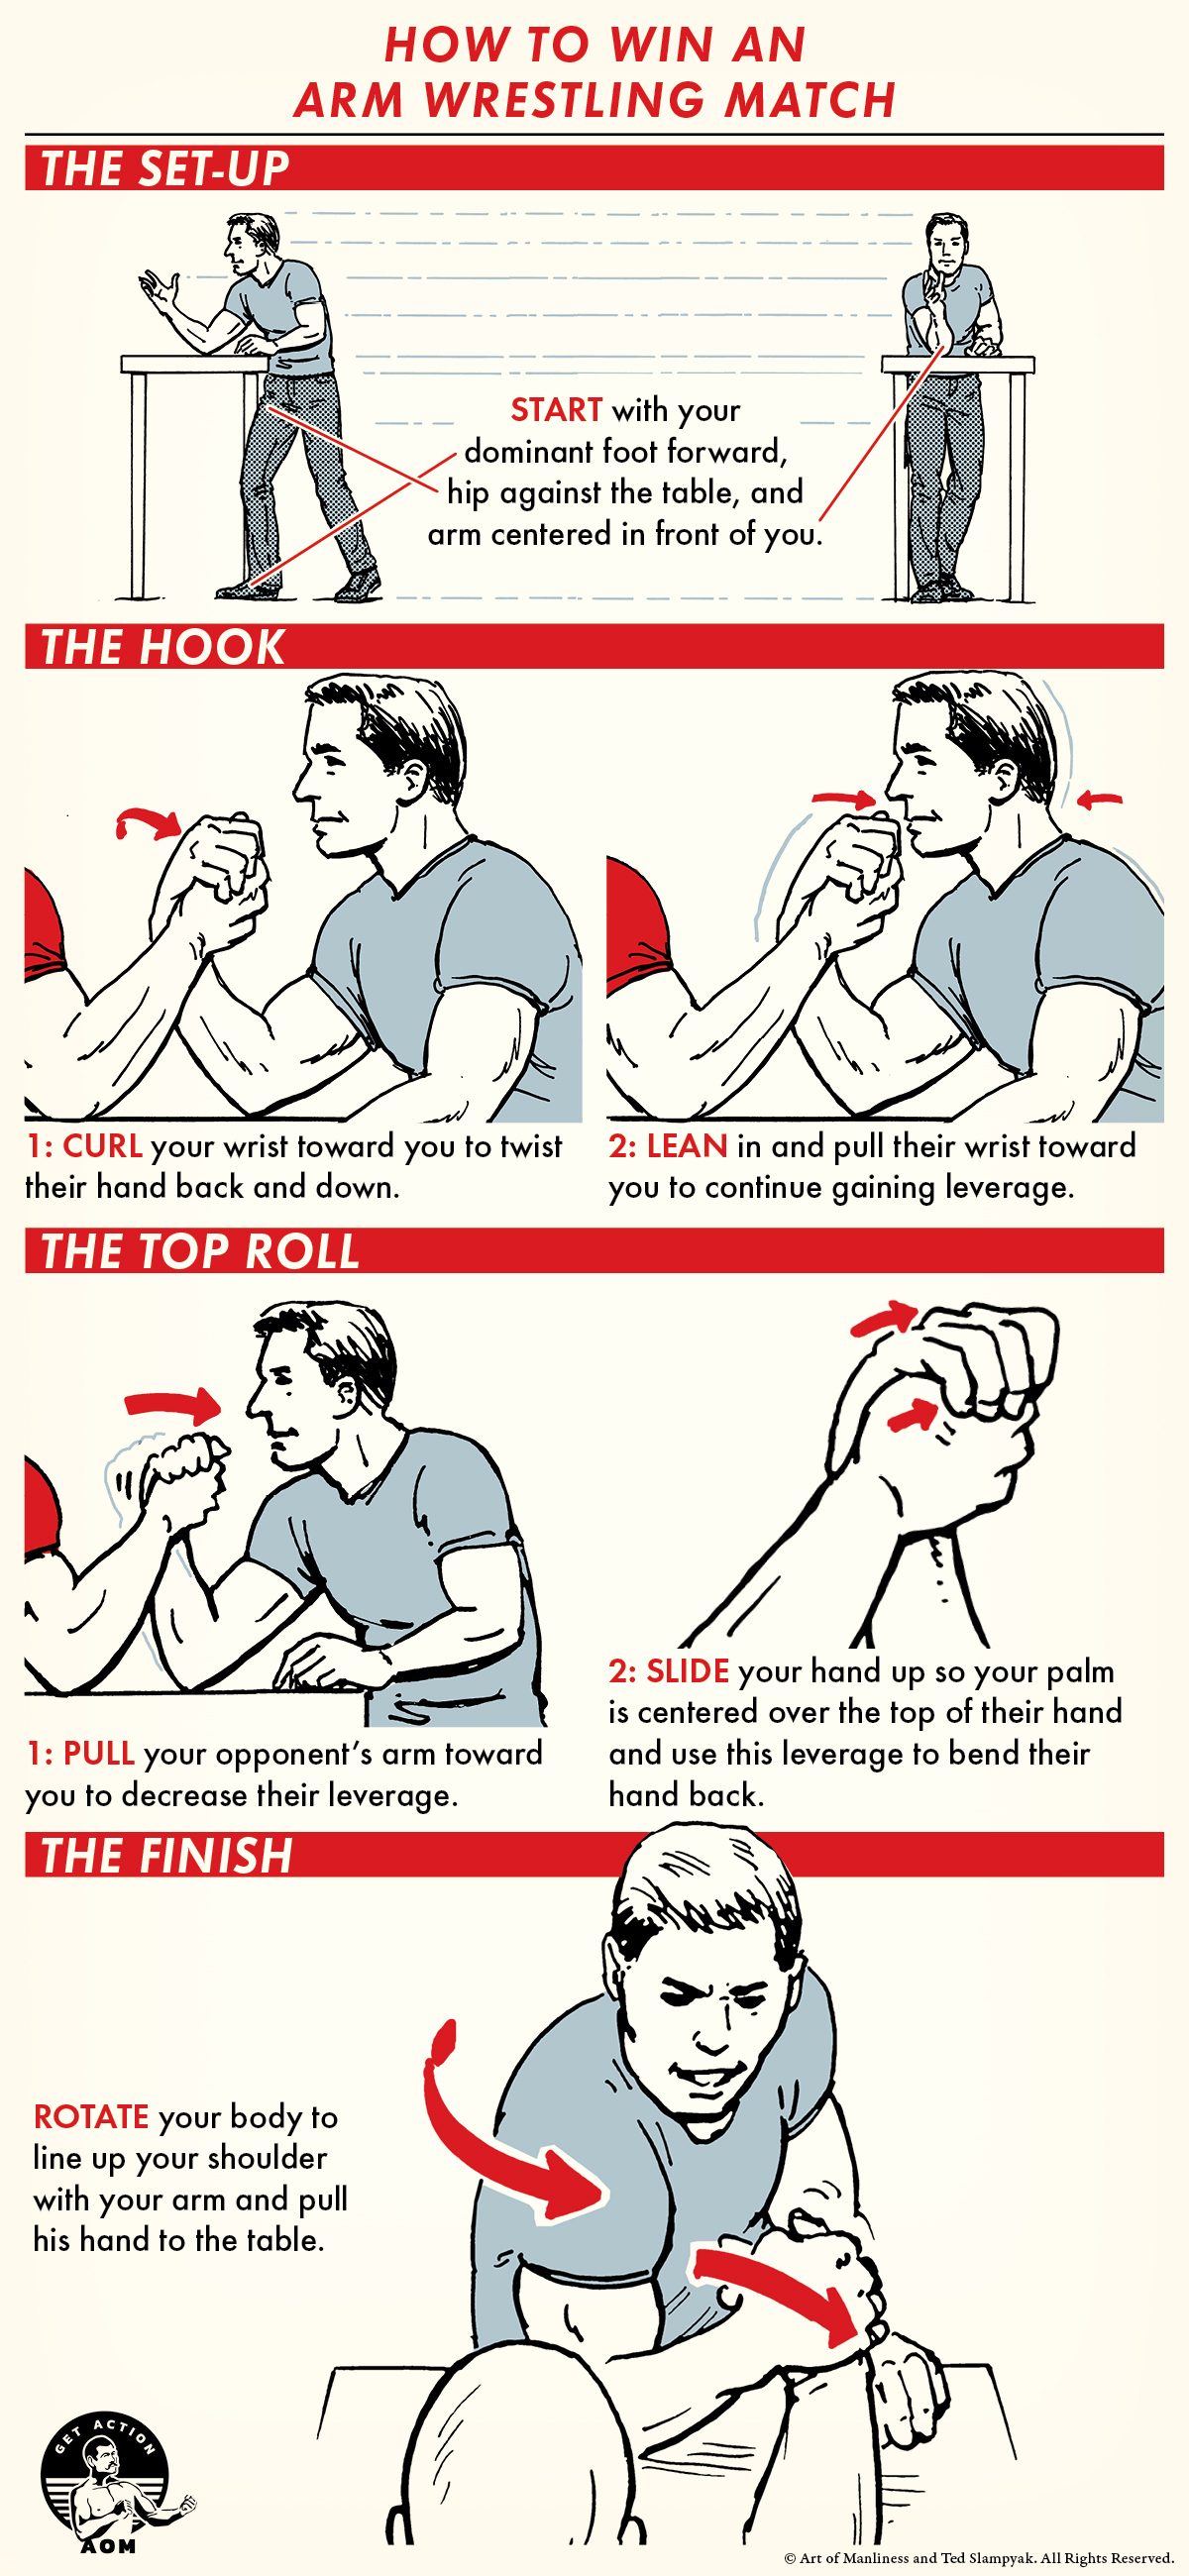 HOW TO WIN AN
ARM WRESTLING MATCH
THE SET-UP
START with your
dominant foot forward,
hip against the table, and
arm centered in front of you.
THE HOOK
1: CURL your wrist toward you to twist
their hand back and down.
2: LEAN in and pull their wrist toward
you to continue gaining leverage.
THE TOP ROLL
1: PULL your opponent's arm toward
you to decrease their leverage.
2: SLIDE your hand up so your palm
is centered over the top of their hand
and use this leverage to bend their
hand back.
THE FINISH
ROTATE your body to
line up your shoulder
with your arm and pull
his hand to the table.
GET ACTION
AOM
© Art of Manliness and Ted Slampyak. All Rights Reserved.